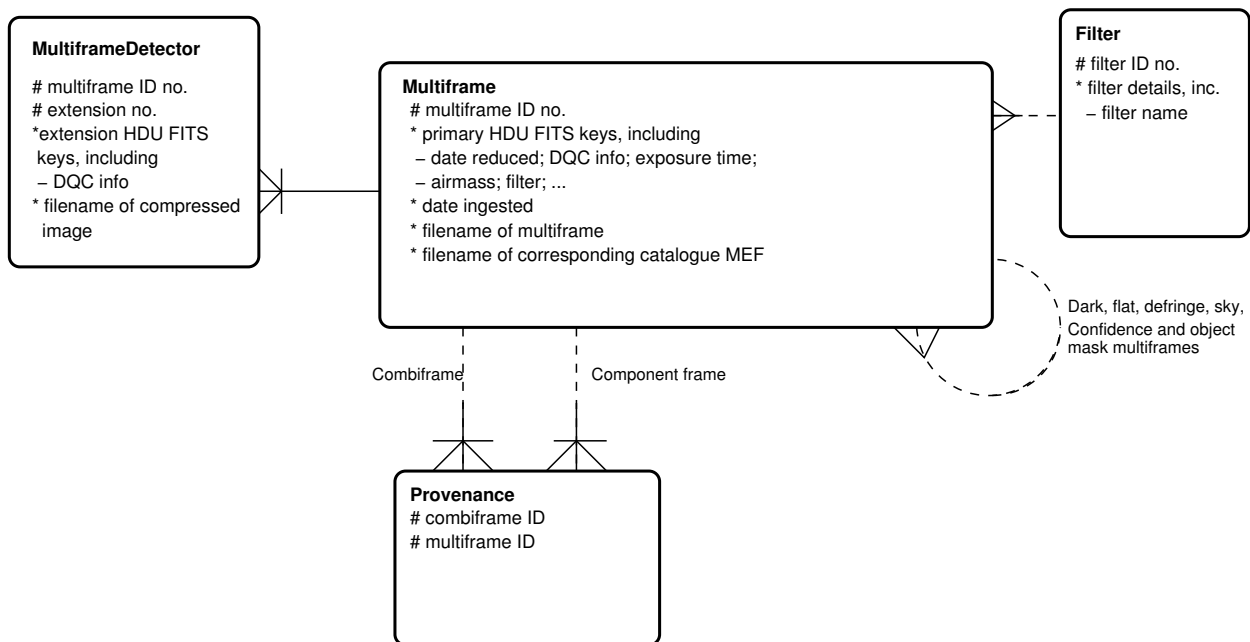 MultiframeDetector
# multiframe ID no.
# extension no.
*extension HDU FITS
keys, including
– DQC info
* filename of compressed
image
Multiframe
# multiframe ID no.
* primary HDU FITS keys, including
– date reduced; DQC info; exposure time;
– airmass; filter; ...
* date ingested
* filename of multiframe
* filename of corresponding catalogue MEF
Filter
# filter ID no.
* filter details, inc.
– filter name
Dark, flat, defringe, sky,
Confidence and object
mask multiframes
Combiframe
Component frame
Provenance
# combiframe ID
# multiframe ID